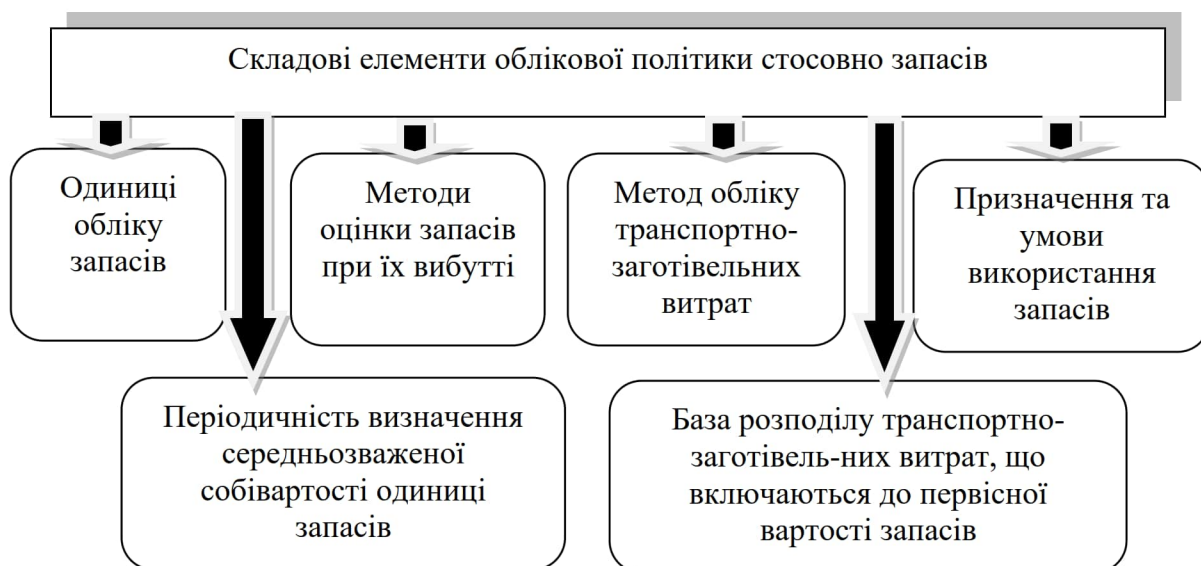 Складові елементи облікової політики стосовно запасів
Одиниці
обліку
запасів
Методи
оцінки запасів
при їх вибутті
Метод обліку
транспортно-
заготівельних
витрат
Призначення та
умови
використання
запасів
Періодичність визначення
середньозваженої
собівартості одиниці
запасів
База розподілу транспортно-
заготівель-них витрат, що
включаються до первісної
вартості запасів